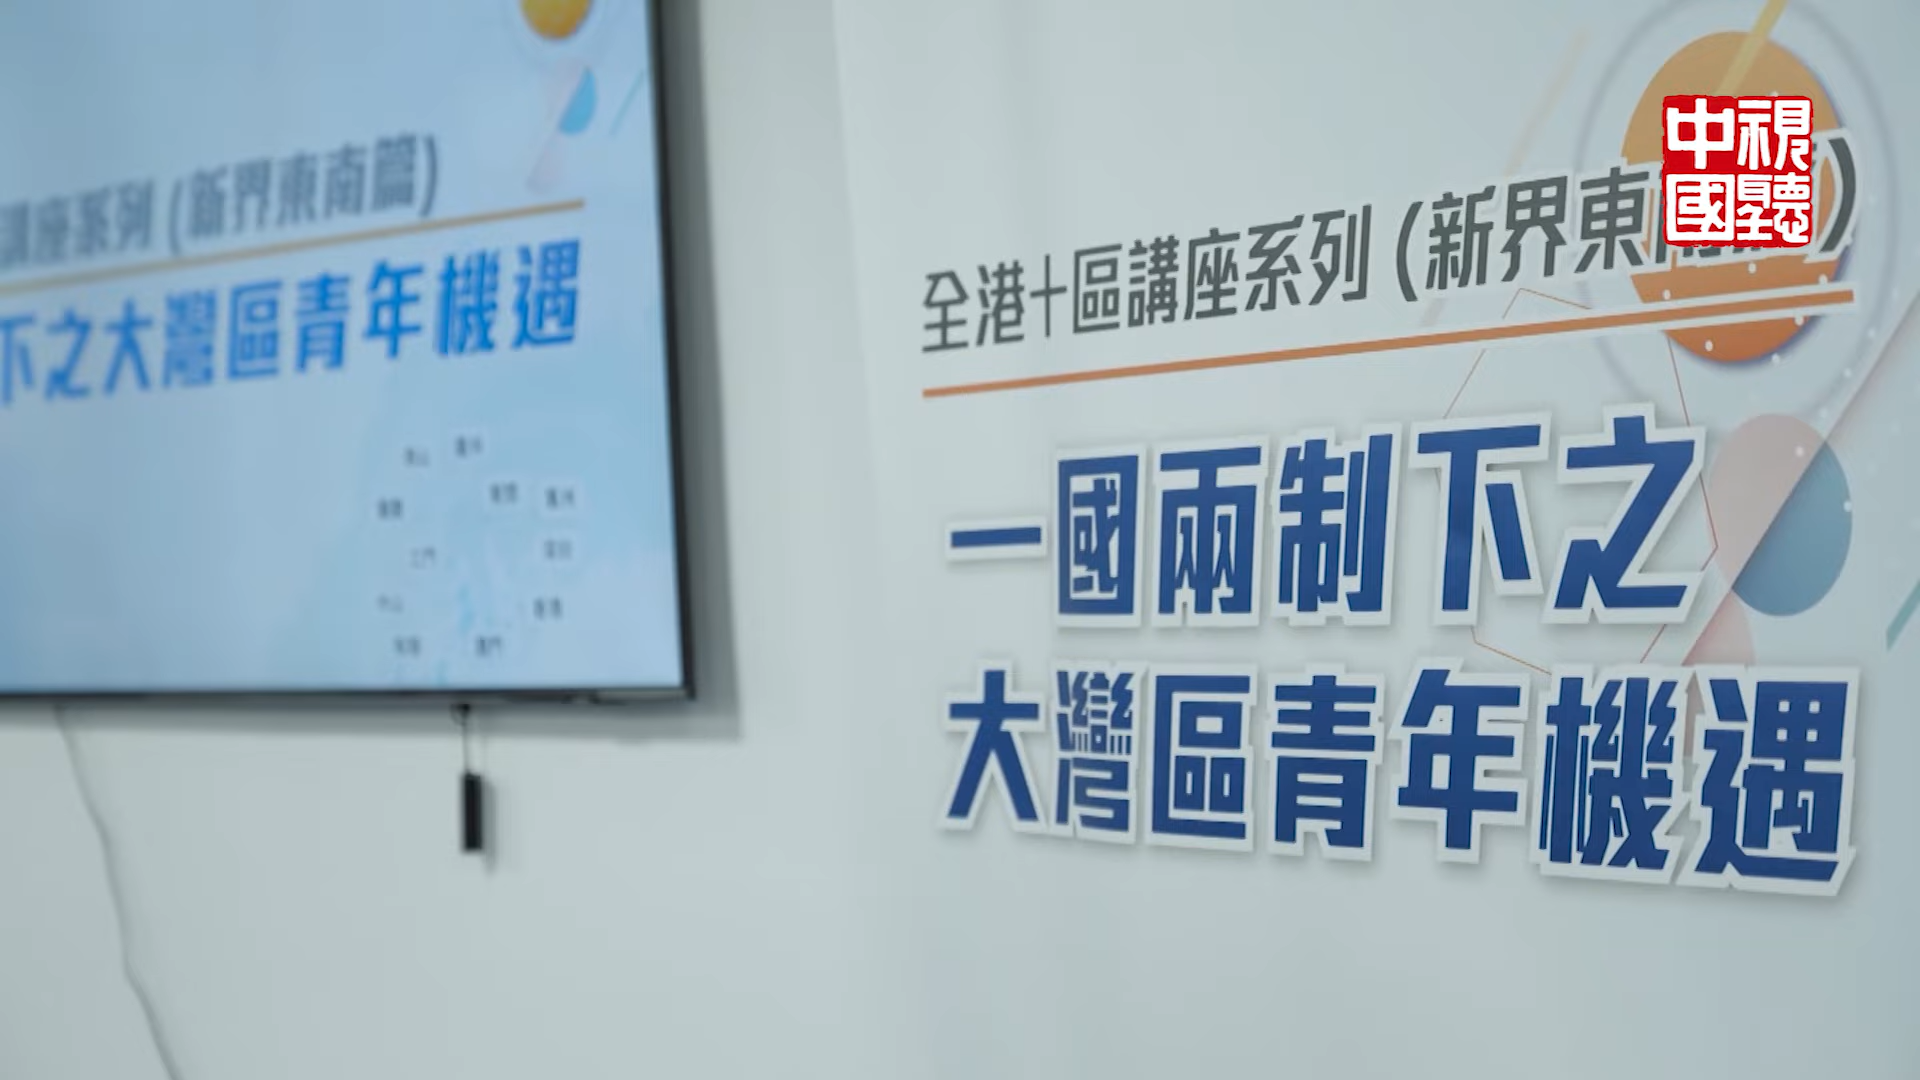 講座系列 (新界東南篇)
下之大灣區青年機遇
中視
國聽
全港十區講座系列 (新界東南篇)
一國兩制下之
大灣區青年機遇